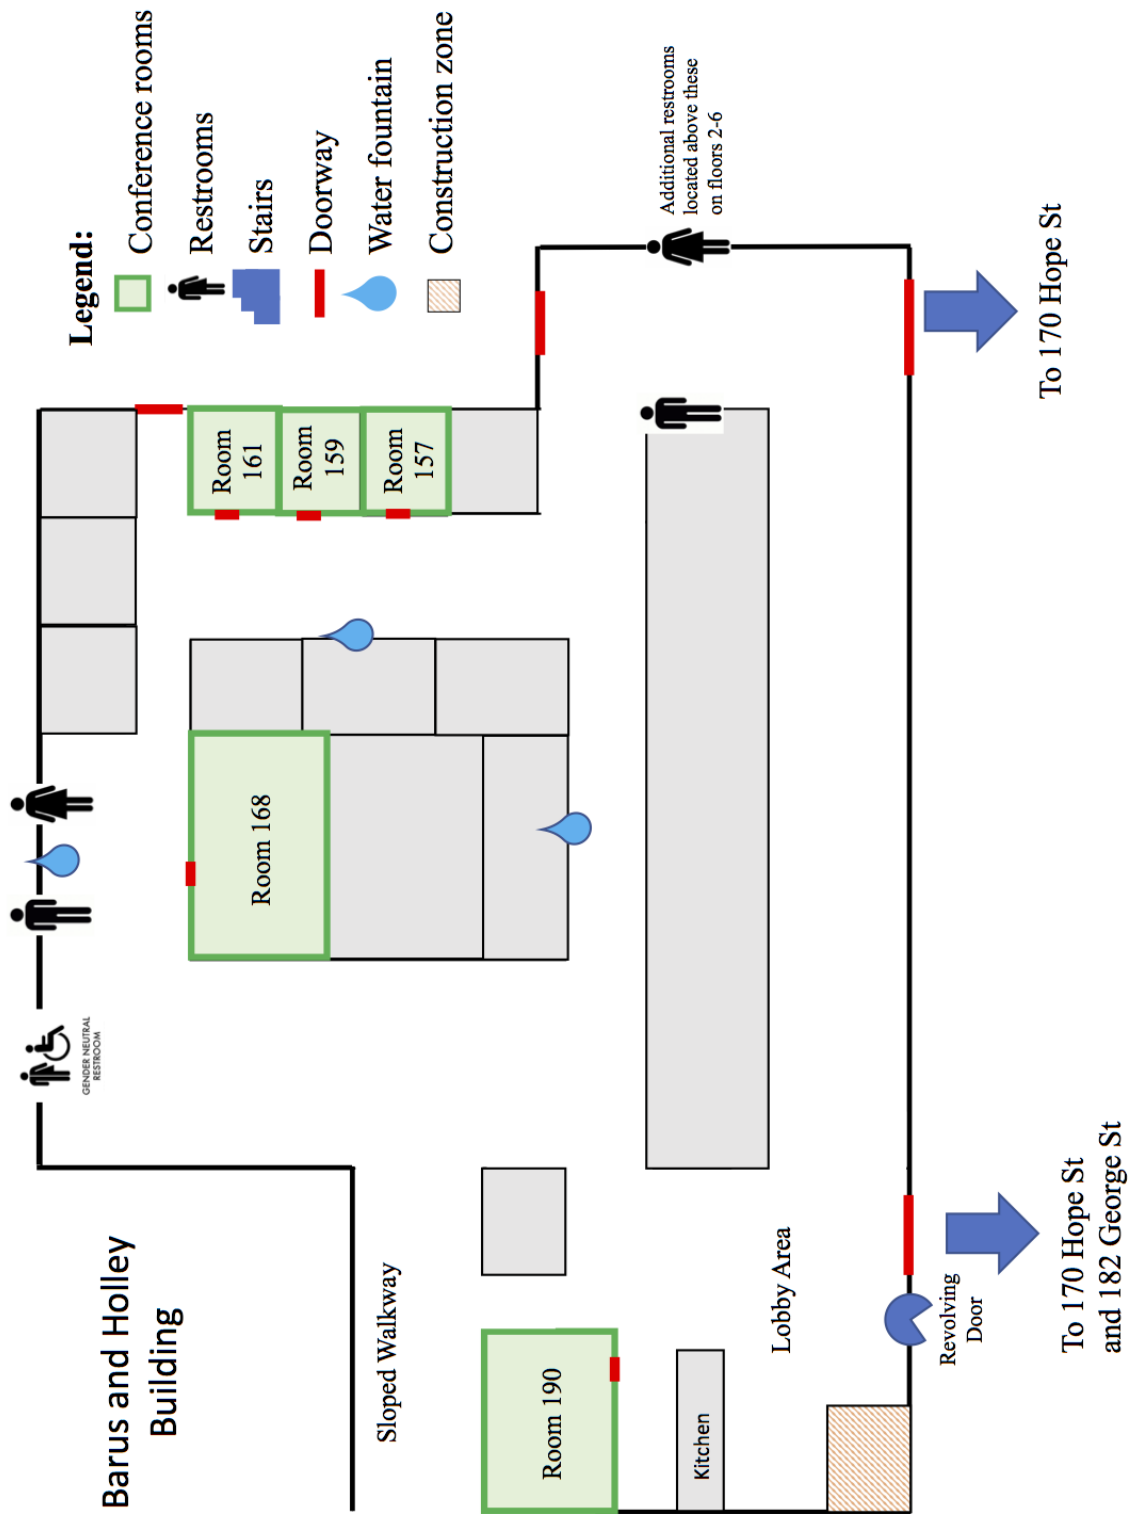 Barus and Holley
Building
Legend:
Conference rooms
Restrooms
Stairs
Doorway
Water fountain
Construction zone
GENDER NEUTRAL
RESTROOM
Room
161
Room
159
Room
157
Room 168
Additional restrooms
located above these
on floors 2-6
Sloped Walkway
Room 190
Kitchen
Lobby Area
Revolving
Door
To 170 Hope St
and 182 George St
To 170 Hope St